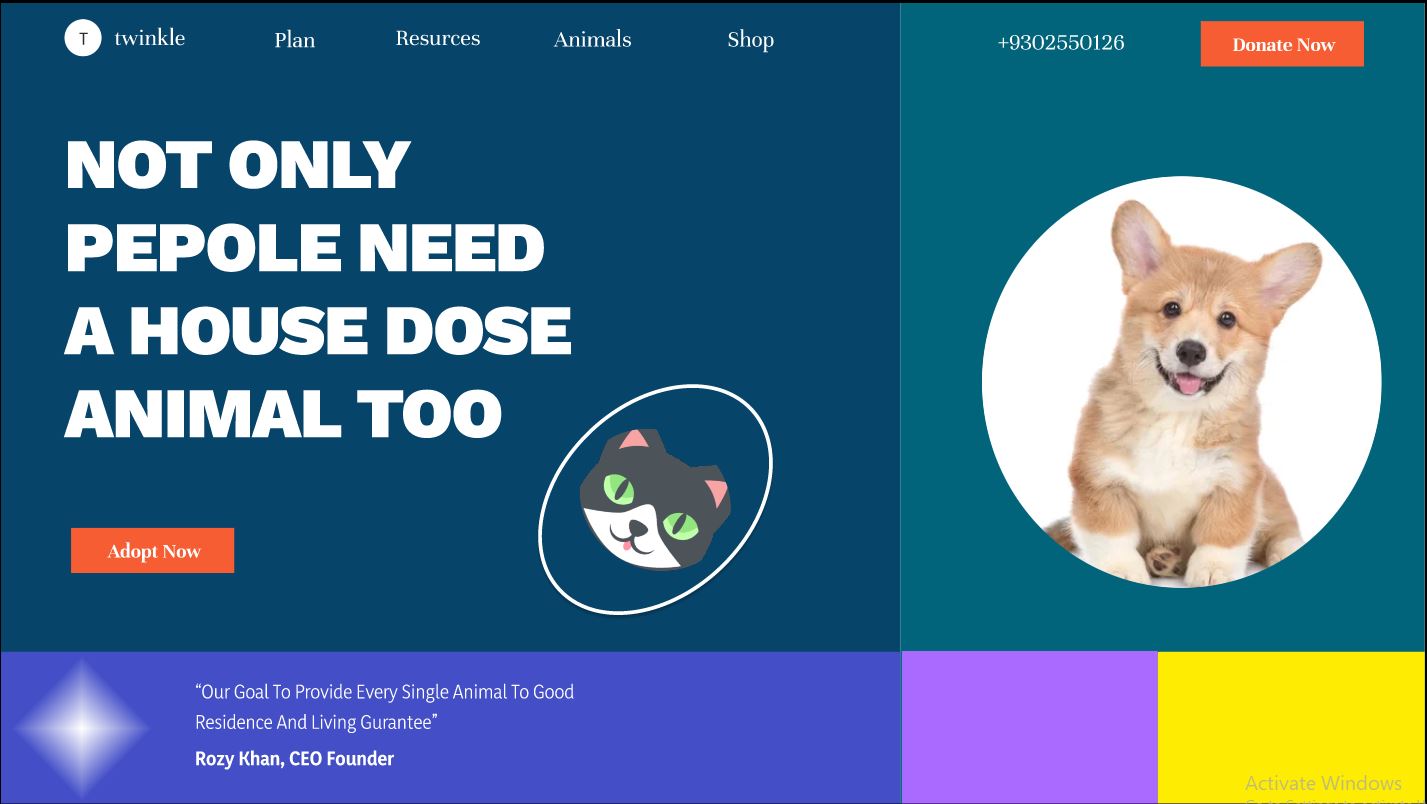 T twinkle Plan Resurces Animals Shop +9302550126 Donate Now
NOT ONLY
PEPOLE NEED
A HOUSE DOSE
ANIMAL TOO
Adopt Now
“Our Goal To Provide Every Single Animal To Good
Residence And Living Gurantee”
Rozy Khan, CEO Founder
Activate Windows